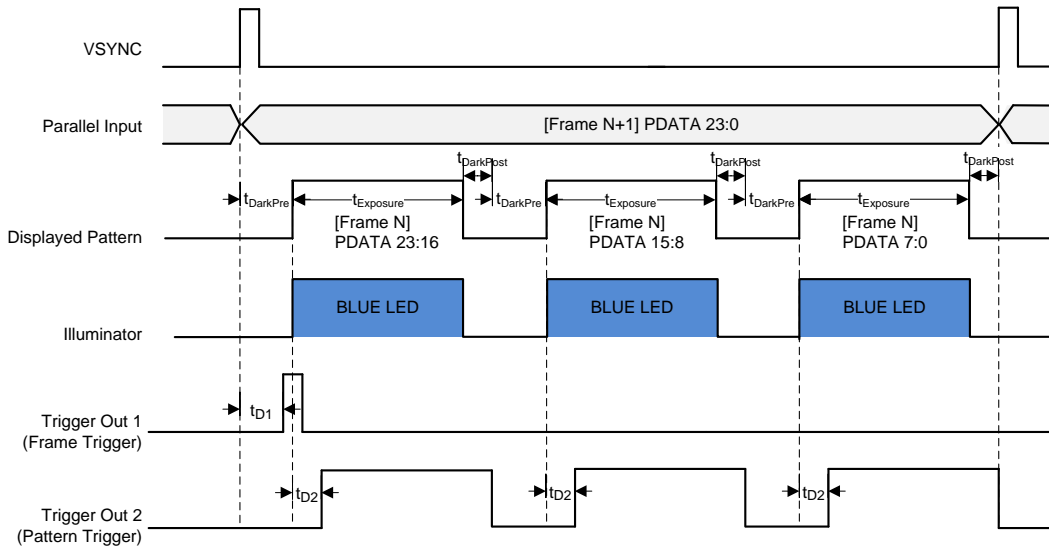 VSYNC
Parallel Input
[Frame N+1] PDATA 23:0
tDarkPost
tDarkPost
tDarkPost
tDarkPre
tExposure
tDarkPre
tExposure
tDarkPre
tExposure
Displayed Pattern
[Frame N]
PDATA 23:16
[Frame N]
PDATA 15:8
[Frame N]
PDATA 7:0
BLUE LED
BLUE LED
BLUE LED
Illuminator
tD1
Trigger Out 1
(Frame Trigger)
tD2
tD2
tD2
Trigger Out 2
(Pattern Trigger)